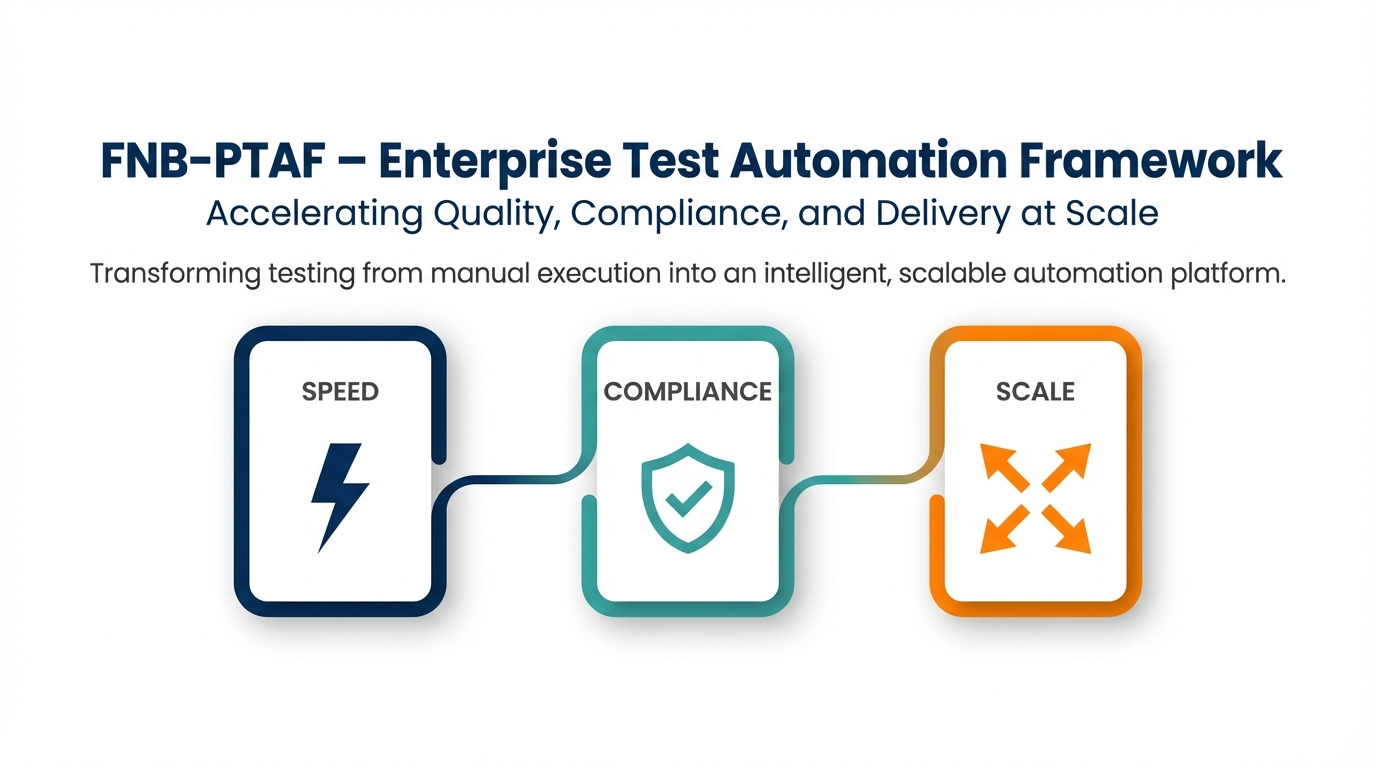 FNB-PTAF – Enterprise Test Automation Framework
Accelerating Quality, Compliance, and Delivery at Scale
Transforming testing from manual execution into an intelligent, scalable automation platform.
SPEED
COMPLIANCE
SCALE